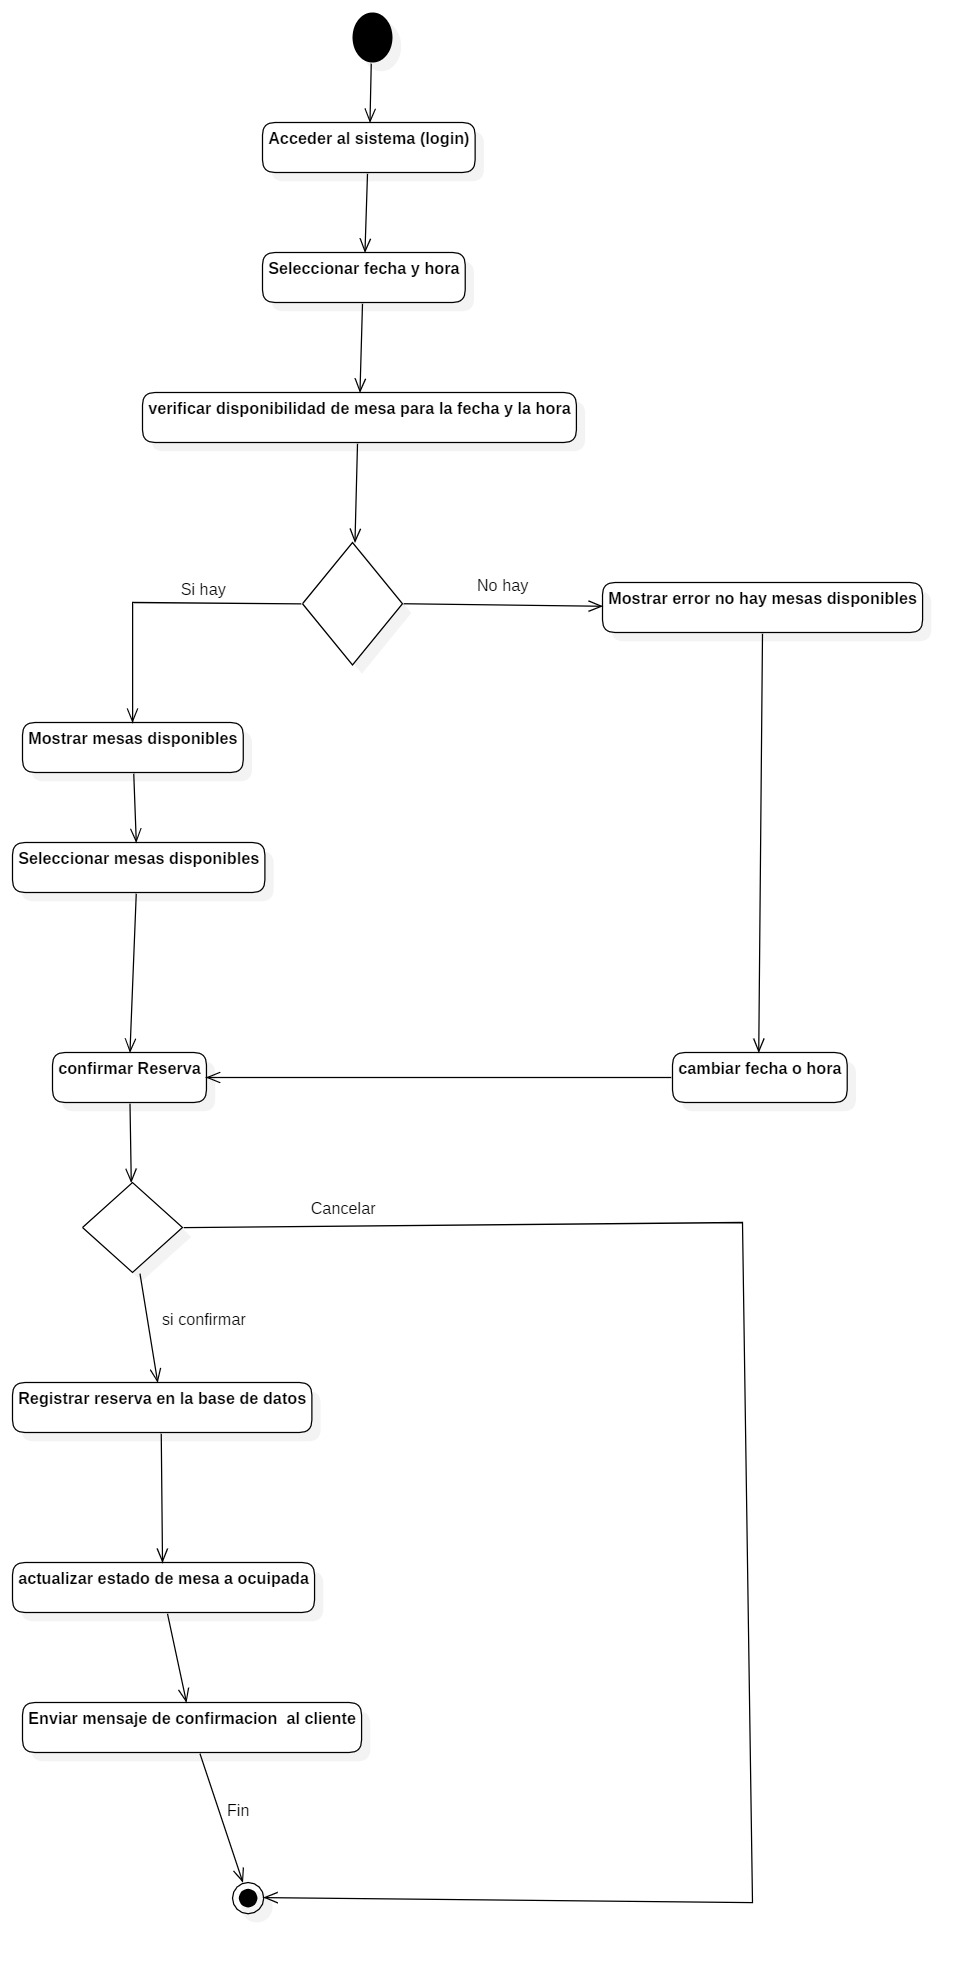 Acceder al sistema (login)
Seleccionar fecha y hora
verificar disponibilidad de mesa para la fecha y la hora
Si hay
No hay
Mostrar error no hay mesas disponibles
Mostrar mesas disponibles
Seleccionar mesas disponibles
confirmar Reserva
cambiar fecha o hora
Cancelar
si confirmar
Registrar reserva en la base de datos
actualizar estado de mesa a ocuipada
Enviar mensaje de confirmacion  al cliente
Fin